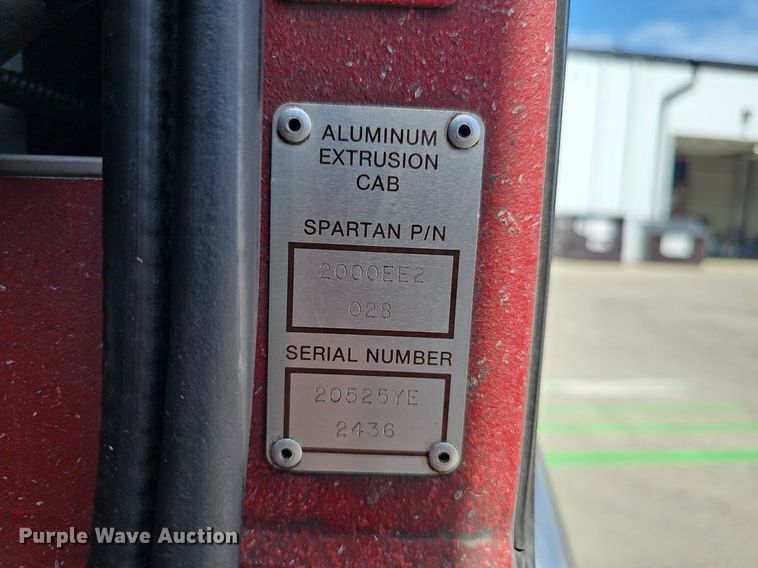 ALUMINUM
EXTRUSION
CAB
SPARTAN P/N
2000EE2
028
SERIAL NUMBER
20525YE
2436
Purple Wave Auction